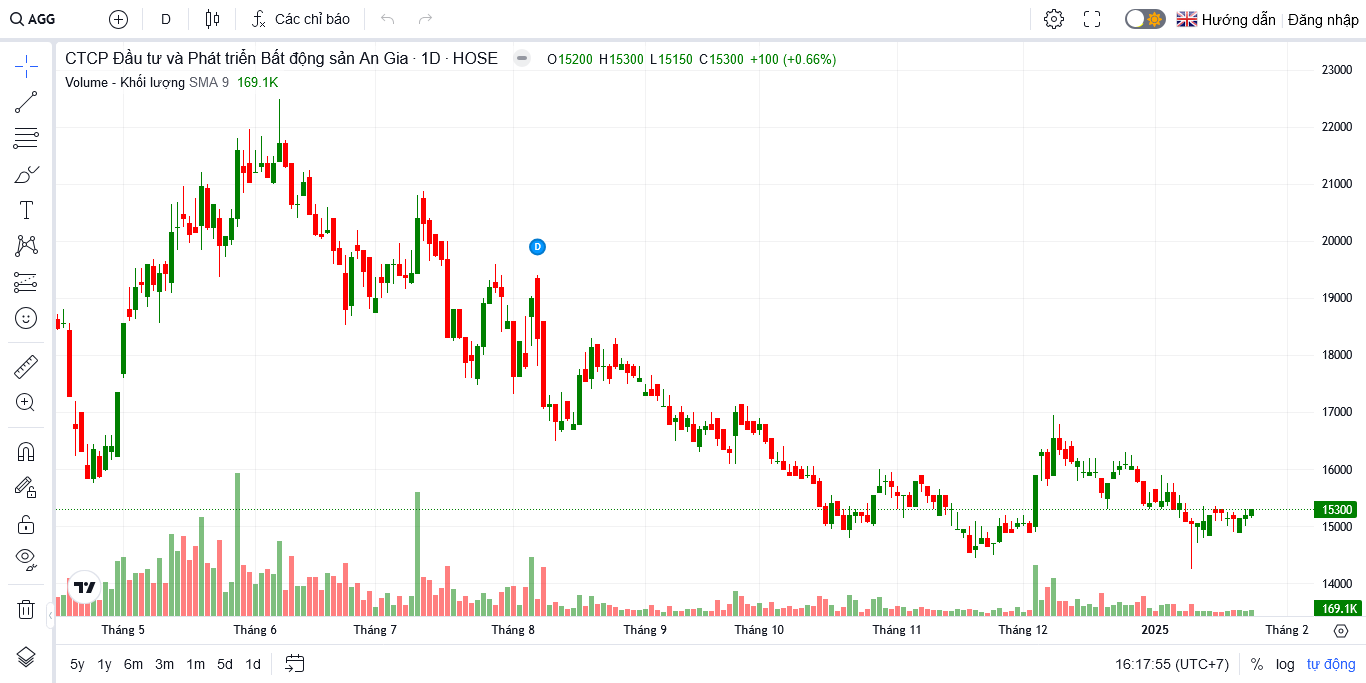 AGG D Các chỉ báo Hướng dẫn Đăng nhập
CTCP Đầu tư và Phát triển Bất động sản An Gia · 1D · HOSE O15200 H15300 L15150 C15300 +100 (+0.66%)
Volume - Khối lượng SMA 9 169.1K
23000
22000
21000
20000
D
19000
18000
17000
16000
15300
15000
14000
169.1K
Tháng 5 Tháng 6 Tháng 7 Tháng 8 Tháng 9 Tháng 10 Tháng 11 Tháng 12 2025 Tháng 2
5y 1y 6m 3m 1m 5d 1d 16:17:55 (UTC+7) % log tự động